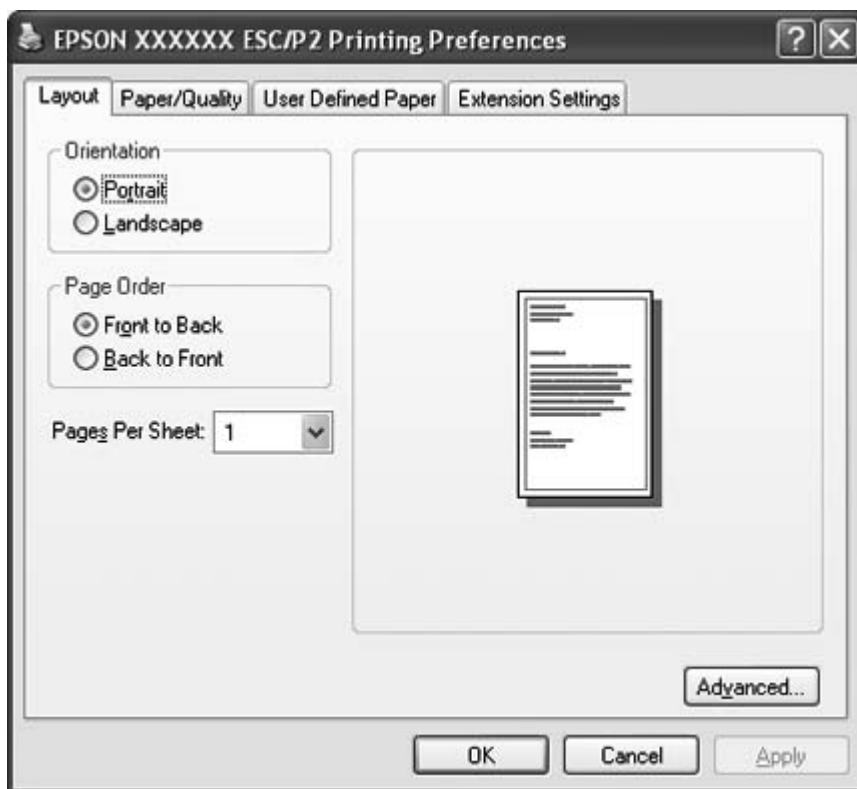 EPSON XXXXXX ESC/P2 Printing Preferences
Layout Paper/Quality User Defined Paper Extension Settings
Orientation
Portrait
Landscape
Page Order
Front to Back
Back to Front
Pages Per Sheet: 1
Advanced...
OK Cancel Apply